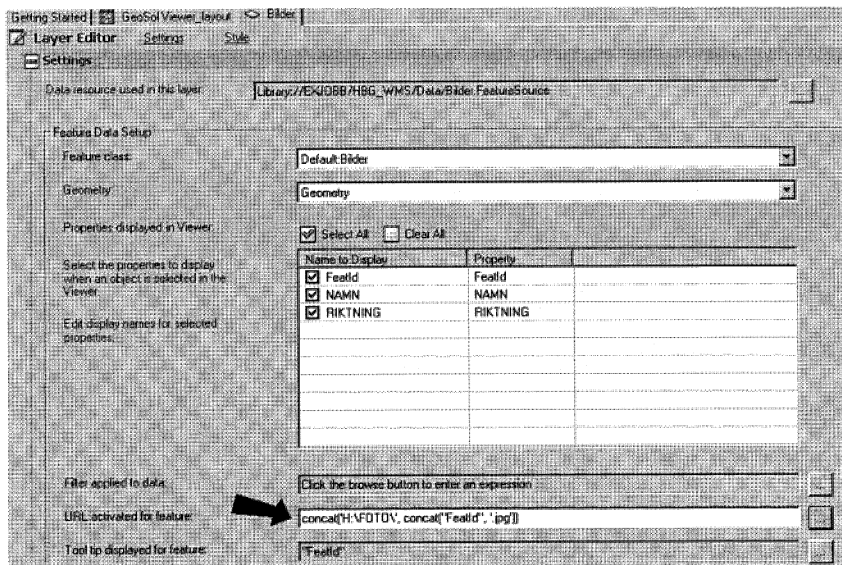 Getting Started GeoSol Viewer_layout Bilder
Layer Editor Settings Style
Settings
Data resource used in this layer: Library://EXJOBB/HBG_WMS/Data/Bilder.FeatureSource ...
Feature Data Setup
Feature class: Default:Bilder
Geometry: Geometry
Properties displayed in Viewer: Select All Clear All
Select the properties to display
when an object is selected in the
Viewer.
Edit display names for selected
properties.
Name to Display Property
FeatId FeatId
NAMN NAMN
RIKTNING RIKTNING
Filter applied to data: Click the browse button to enter an expression ...
URL activated for feature: concat('H:\FOTO\', concat("FeatId", '.jpg')) ...
Tool tip displayed for feature: "FeatId" ...